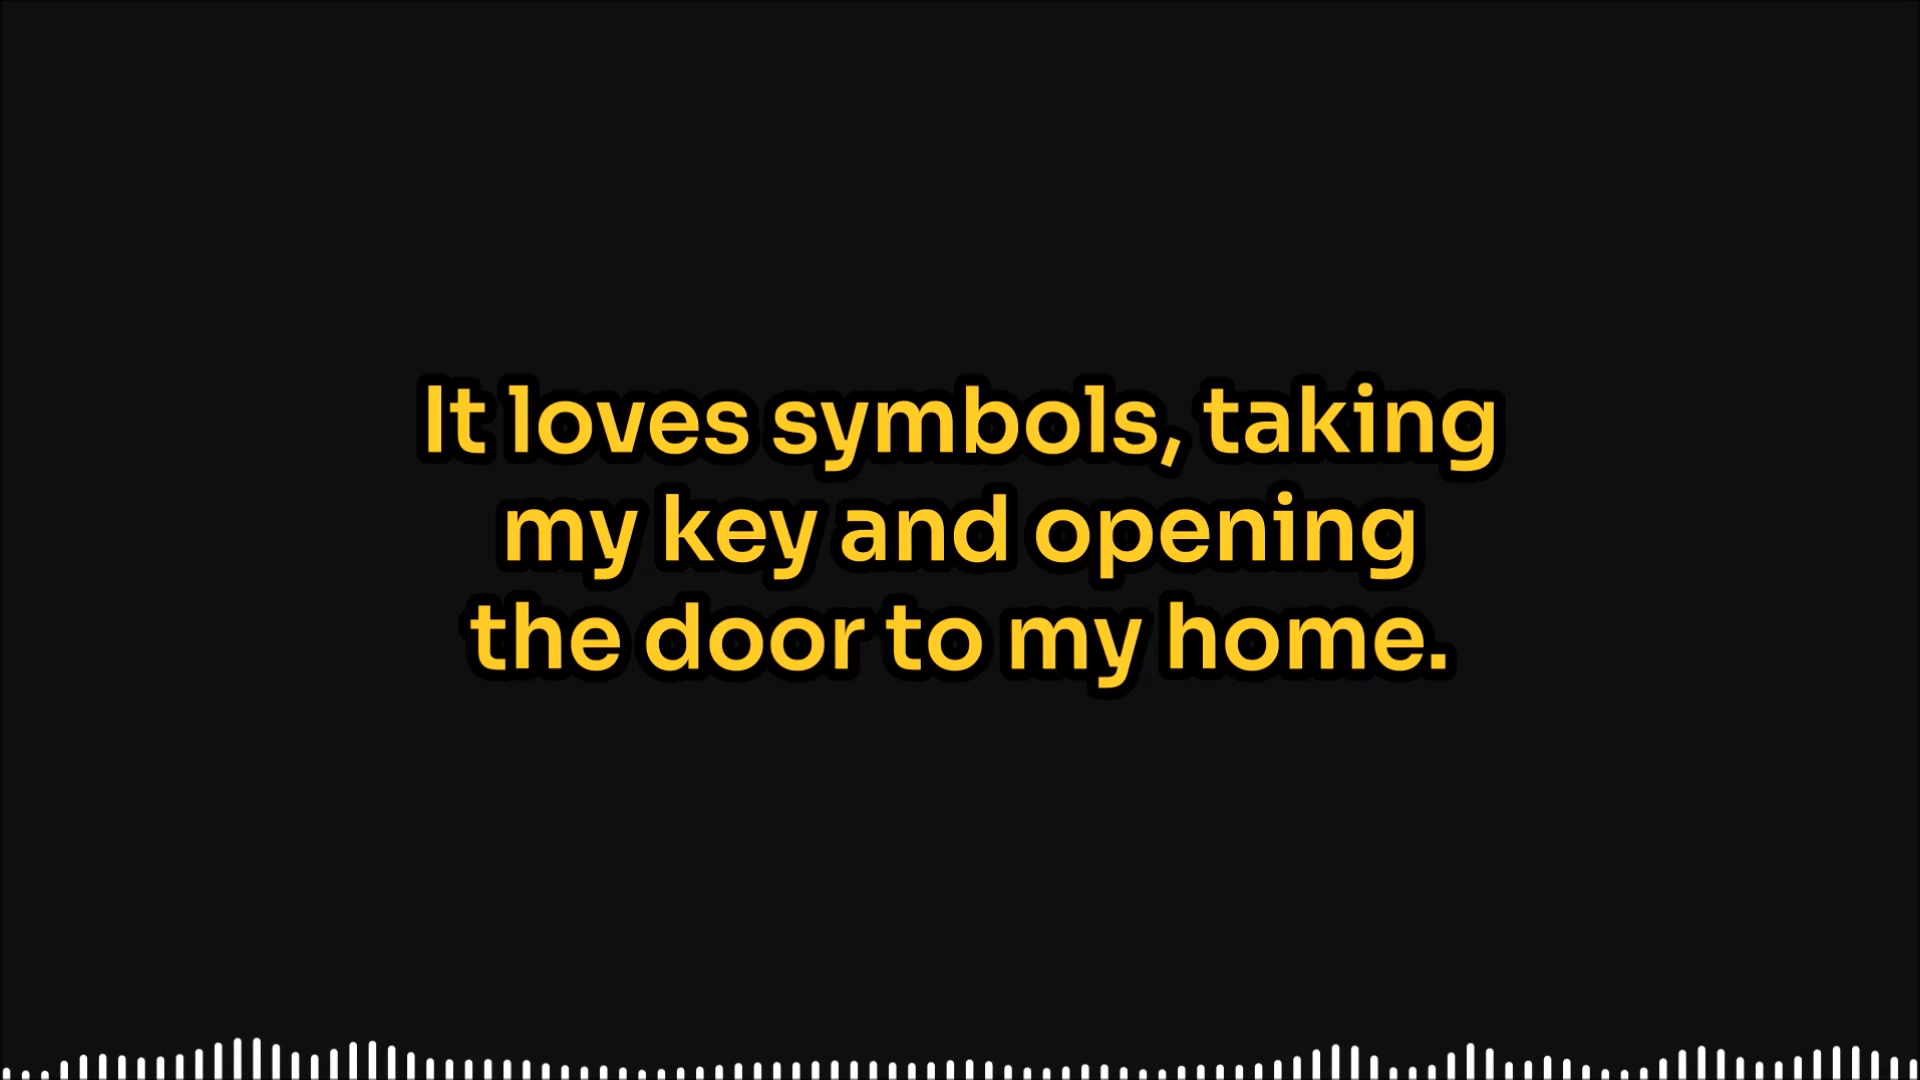 It loves symbols, taking
my key and opening
the door to my home.